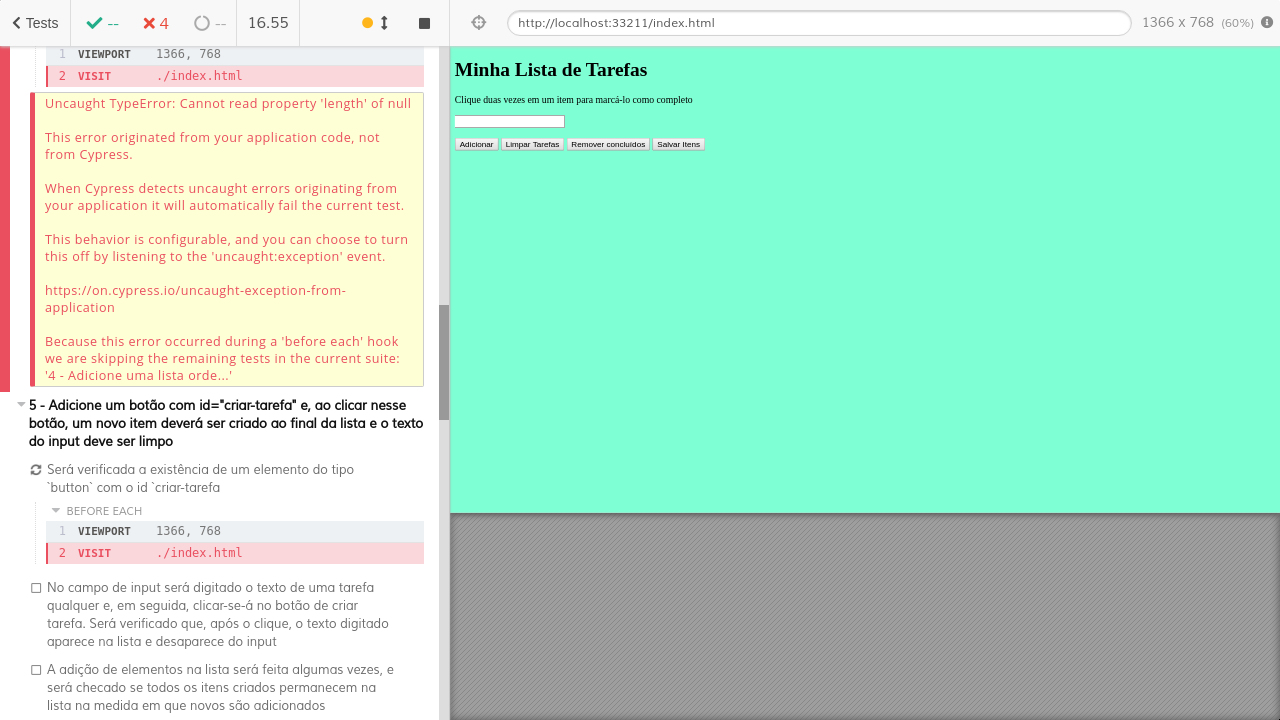 Tests
--
4
--
16.55
http://localhost:33211/index.html
1366 x 768 (60%)
1 VIEWPORT 1366, 768
2 VISIT ./index.html
Uncaught TypeError: Cannot read property 'length' of null
This error originated from your application code, not
from Cypress.
When Cypress detects uncaught errors originating from
your application it will automatically fail the current test.
This behavior is configurable, and you can choose to turn
this off by listening to the 'uncaught:exception' event.
https://on.cypress.io/uncaught-exception-from-
application
Because this error occurred during a 'before each' hook
we are skipping the remaining tests in the current suite:
'4 - Adicione uma lista orde...'
5 - Adicione um botão com id="criar-tarefa" e, ao clicar nesse
botão, um novo item deverá ser criado ao final da lista e o texto
do input deve ser limpo
Será verificada a existência de um elemento do tipo
`button` com o id `criar-tarefa
BEFORE EACH
1 VIEWPORT 1366, 768
2 VISIT ./index.html
No campo de input será digitado o texto de uma tarefa
qualquer e, em seguida, clicar-se-á no botão de criar
tarefa. Será verificado que, após o clique, o texto digitado
aparece na lista e desaparece do input
A adição de elementos na lista será feita algumas vezes, e
será checado se todos os itens criados permanecem na
lista na medida em que novos são adicionados
Minha Lista de Tarefas
Clique duas vezes em um item para marcá-lo como completo
Adicionar Limpar Tarefas Remover concluídos Salvar Itens